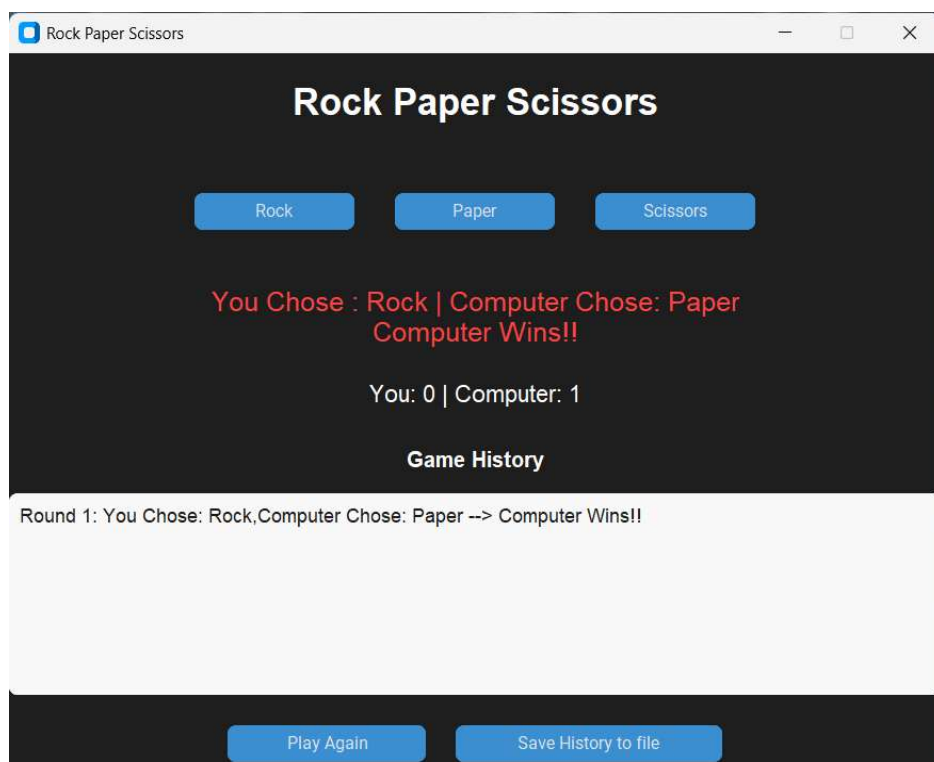 Rock Paper Scissors
Rock Paper Scissors
Rock Paper Scissors
You Chose : Rock | Computer Chose: Paper
Computer Wins!!
You: 0 | Computer: 1
Game History
Round 1: You Chose: Rock,Computer Chose: Paper --> Computer Wins!!
Play Again Save History to file